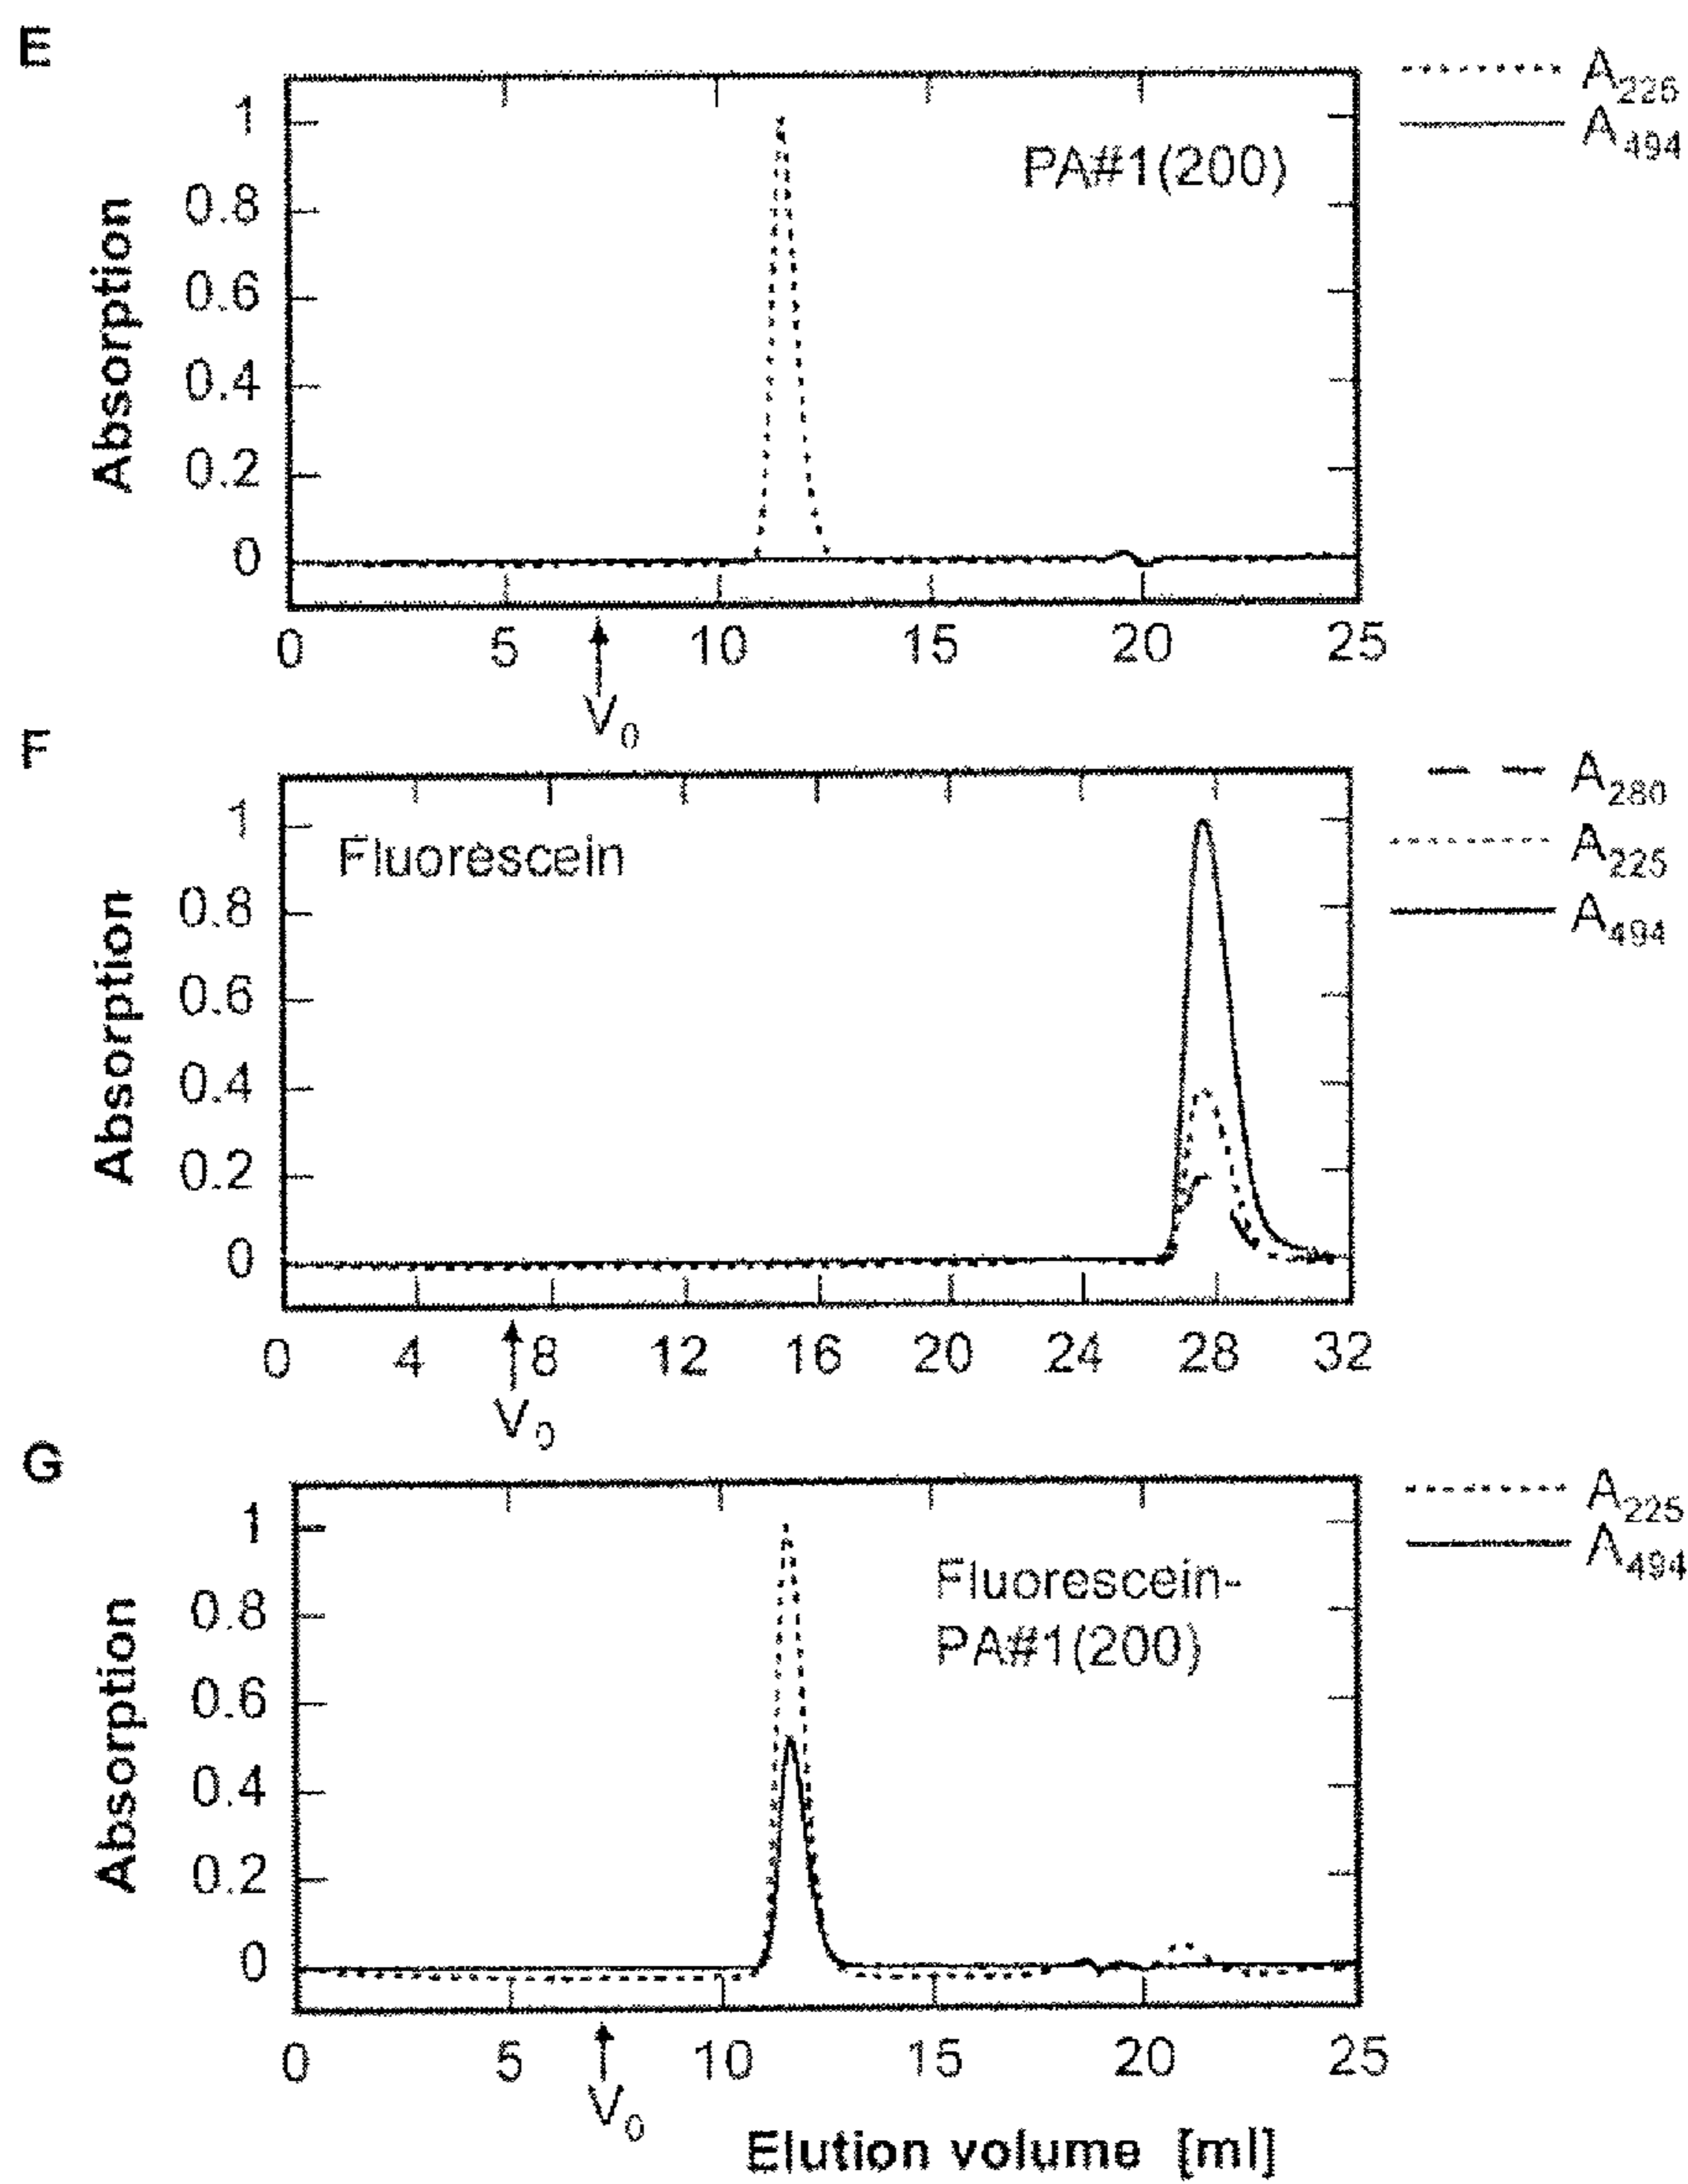 E
A226
A494
PA#1(200)
1
0.8
0.6
0.4
0.2
0
Absorption
0 5 10 15 20 25
V0
F
A280
A225
A494
Fluorescein
1
0.8
0.6
0.4
0.2
0
Absorption
0 4 8 12 16 20 24 28 32
V0
G
A225
A494
Fluorescein-
PA#1(200)
1
0.8
0.6
0.4
0.2
0
Absorption
0 5 10 15 20 25
V0
Elution volume [ml]